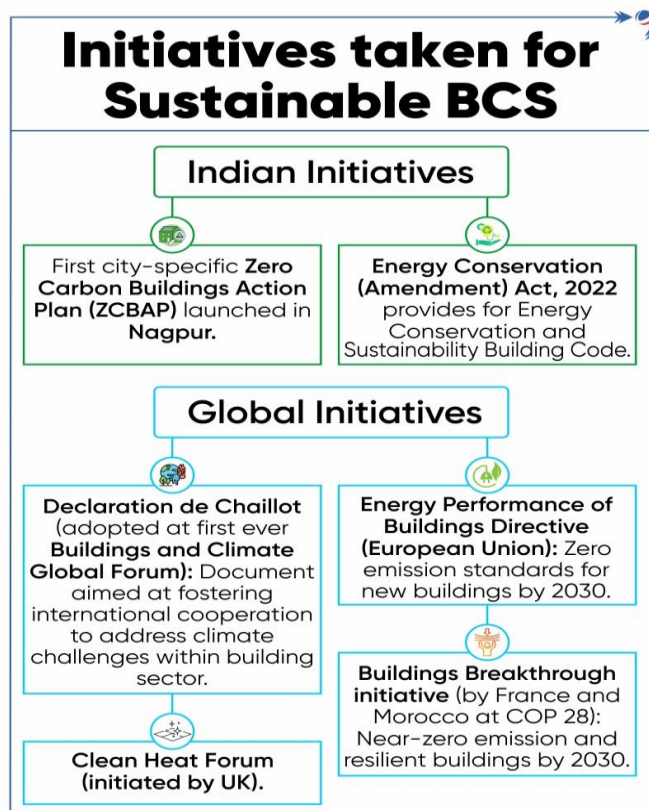 Initiatives taken for
Sustainable BCS
Indian Initiatives
First city-specific Zero
Carbon Buildings Action
Plan (ZCBAP) launched in
Nagpur.
Energy Conservation
(Amendment) Act, 2022
provides for Energy
Conservation and
Sustainability Building Code.
Global Initiatives
Declaration de Chaillot
(adopted at first ever
Buildings and Climate
Global Forum): Document
aimed at fostering
international cooperation
to address climate
challenges within building
sector.
Clean Heat Forum
(initiated by UK).
Energy Performance of
Buildings Directive
(European Union): Zero
emission standards for
new buildings by 2030.
Buildings Breakthrough
initiative (by France and
Morocco at COP 28):
Near-zero emission and
resilient buildings by 2030.